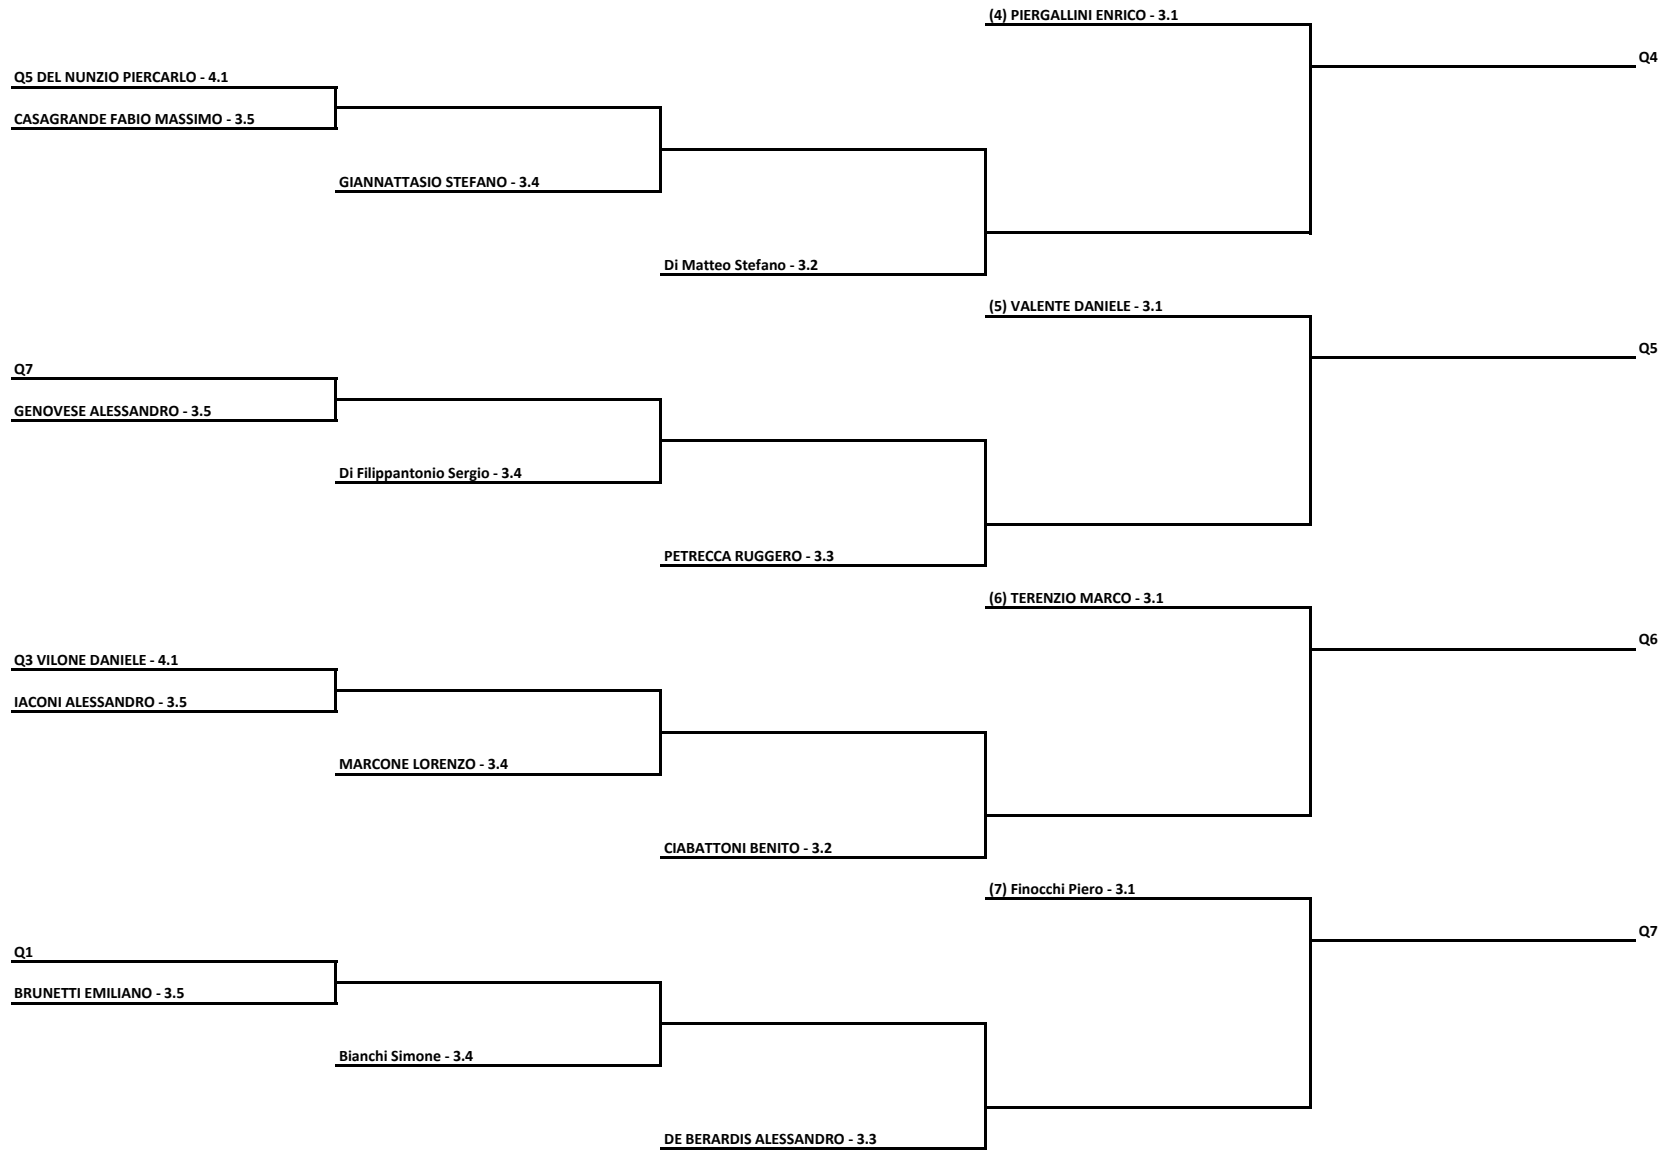 (4) PIERGALLINI ENRICO - 3.1
Q4
Q5 DEL NUNZIO PIERCARLO - 4.1
CASAGRANDE FABIO MASSIMO - 3.5
GIANNATTASIO STEFANO - 3.4
Di Matteo Stefano - 3.2
(5) VALENTE DANIELE - 3.1
Q5
Q7
GENOVESE ALESSANDRO - 3.5
Di Filippantonio Sergio - 3.4
PETRECCA RUGGERO - 3.3
(6) TERENZIO MARCO - 3.1
Q6
Q3 VILONE DANIELE - 4.1
IACONI ALESSANDRO - 3.5
MARCONE LORENZO - 3.4
CIABATTONI BENITO - 3.2
(7) Finocchi Piero - 3.1
Q7
Q1
BRUNETTI EMILIANO - 3.5
Bianchi Simone - 3.4
DE BERARDIS ALESSANDRO - 3.3